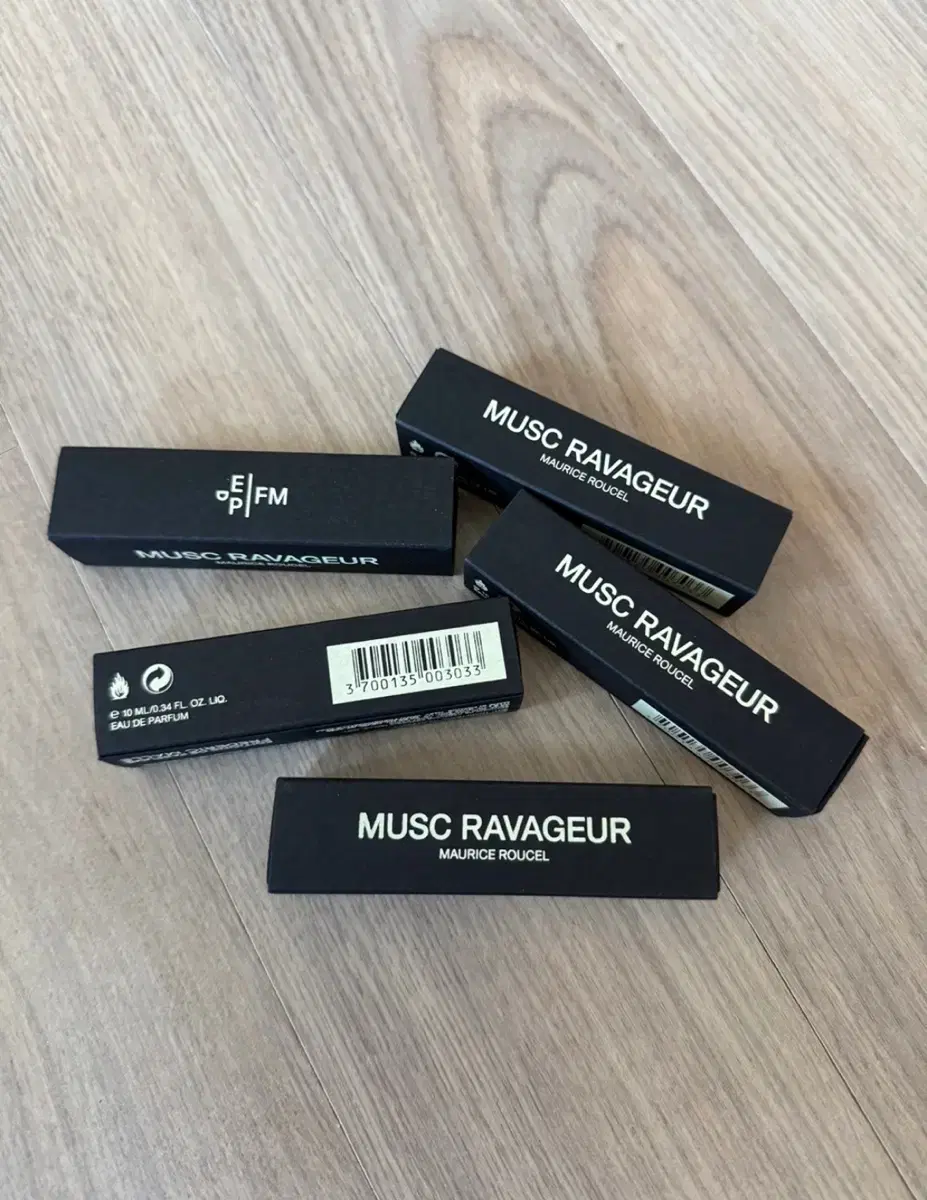 MUSC RAVAGEUR
MAURICE ROUCEL
EDP FM
MUSC RAVAGEUR
MAURICE ROUCEL
MUSC RAVAGEUR
MAURICE ROUCEL
3 700135 003033
e 10 ML/0.34 FL. OZ. LIQ.
EAU DE PARFUM
MUSC RAVAGEUR
MAURICE ROUCEL